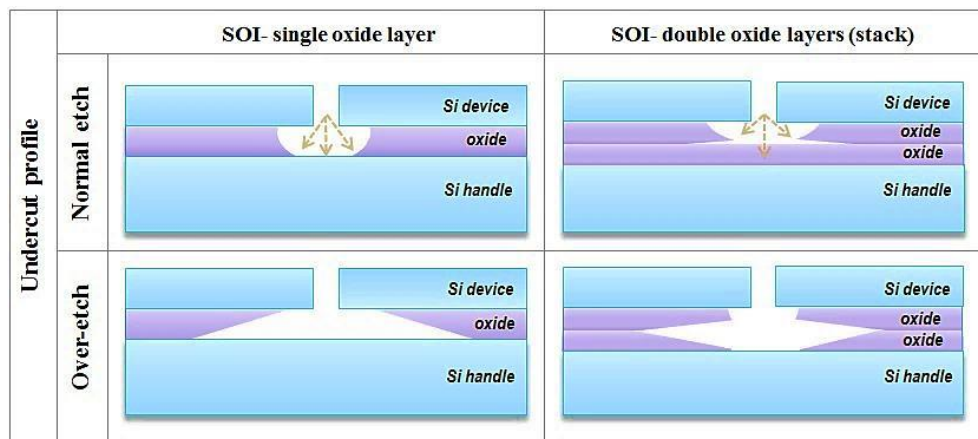 SOI- single oxide layer
SOI- double oxide layers (stack)
Undercut profile
Normal etch
Si device
oxide
Si handle
Si device
oxide
oxide
Si handle
Over-etch
Si device
oxide
Si handle
Si device
oxide
oxide
Si handle